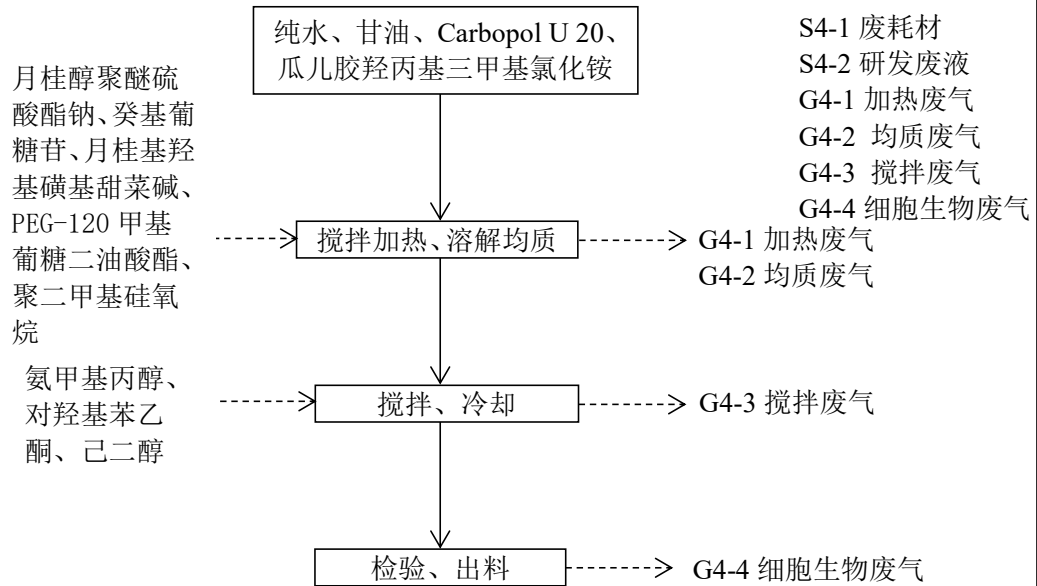 纯水、甘油、Carbopol U 20、
瓜儿胶羟丙基三甲基氯化铵
S4-1 废耗材
S4-2 研发废液
G4-1 加热废气
G4-2 均质废气
G4-3 搅拌废气
G4-4 细胞生物废气
月桂醇聚醚硫
酸酯钠、癸基葡
糖苷、月桂基羟
基磺基甜菜碱、
PEG-120 甲基
葡糖二油酸酯、
聚二甲基硅氧
烷
搅拌加热、溶解均质
G4-1 加热废气
G4-2 均质废气
氨甲基丙醇、
对羟基苯乙
酮、己二醇
搅拌、冷却
G4-3 搅拌废气
检验、出料
G4-4 细胞生物废气